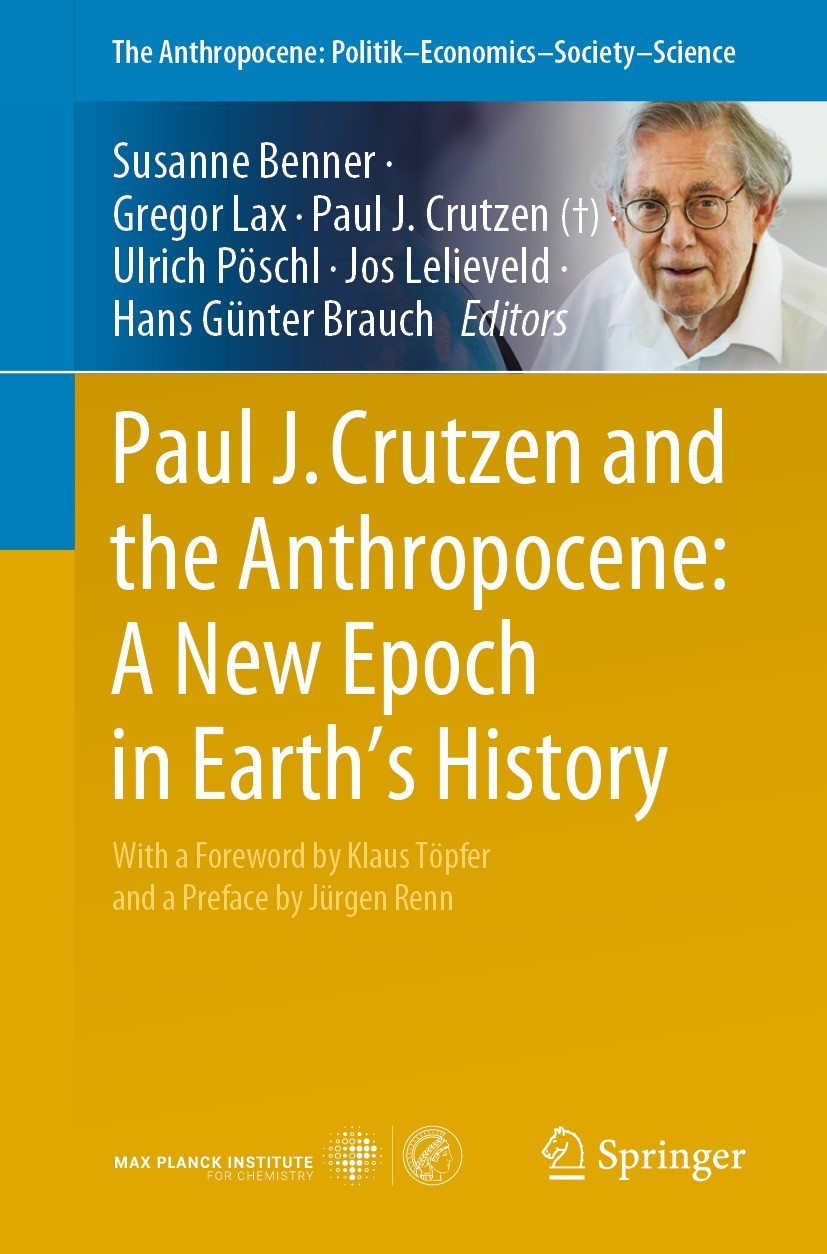 The Anthropocene: Politik–Economics–Society–Science
Susanne Benner ·
Gregor Lax · Paul J. Crutzen (†) ·
Ulrich Pöschl · Jos Lelieveld ·
Hans Günter Brauch Editors
Paul J. Crutzen and
the Anthropocene:
A New Epoch
in Earth’s History
With a Foreword by Klaus Töpfer
and a Preface by Jürgen Renn
MAX PLANCK INSTITUTE
FOR CHEMISTRY
Springer